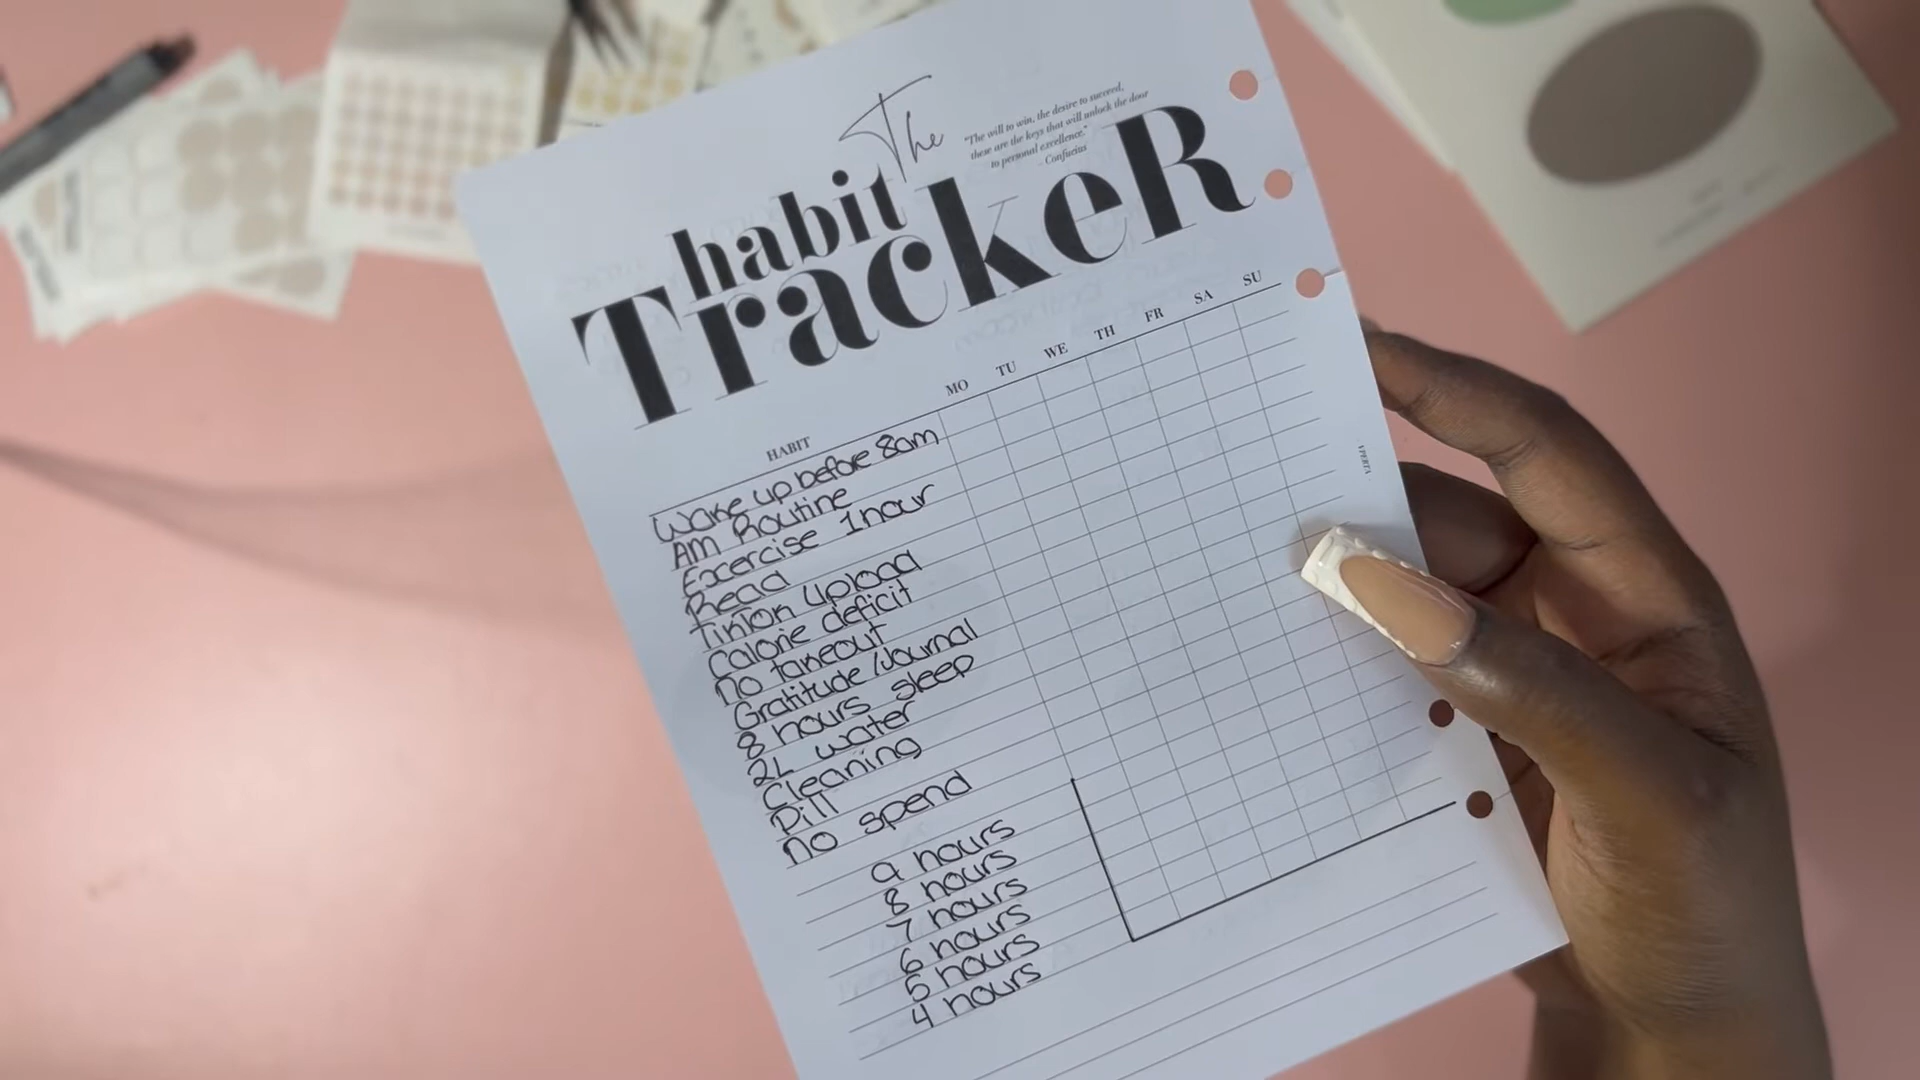 The
"The will to win, the desire to succeed,
these are the keys that will unlock the door
to personal excellence."
- Confucius
habit
TrackeR
HABIT MO TU WE TH FR SA SU
Wake up before 8am
AM Routine
Exercise 1 hour
Read
TikTok Upload
Calorie deficit
No takeout
Gratitude/Journal
8 hours sleep
2L water
Cleaning
Pill
No spend
9 hours
8 hours
7 hours
6 hours
5 hours
4 hours